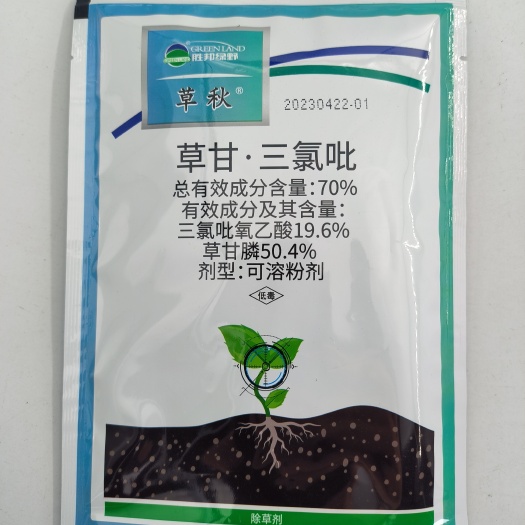 GREEN LAND
胜邦绿野
草秋®
20230422-01
草甘·三氯吡
总有效成分含量:70%
有效成分及其含量:
三氯吡氧乙酸19.6%
草甘膦50.4%
剂型:可溶粉剂
低毒
除草剂